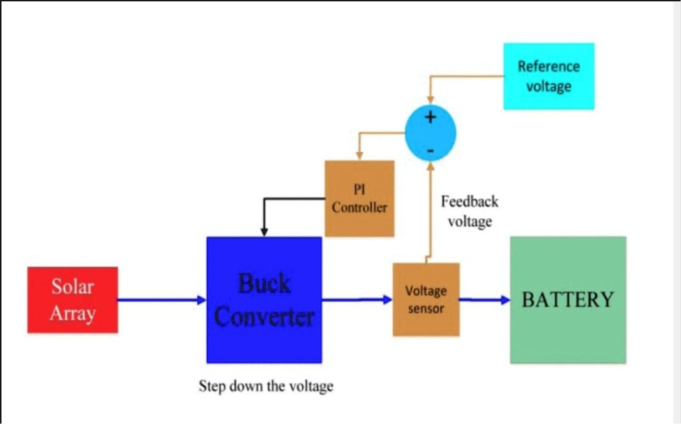 Reference
voltage
+
-
PI
Controller
Feedback
voltage
Solar
Array
Buck
Converter
Voltage
sensor
BATTERY
Step down the voltage